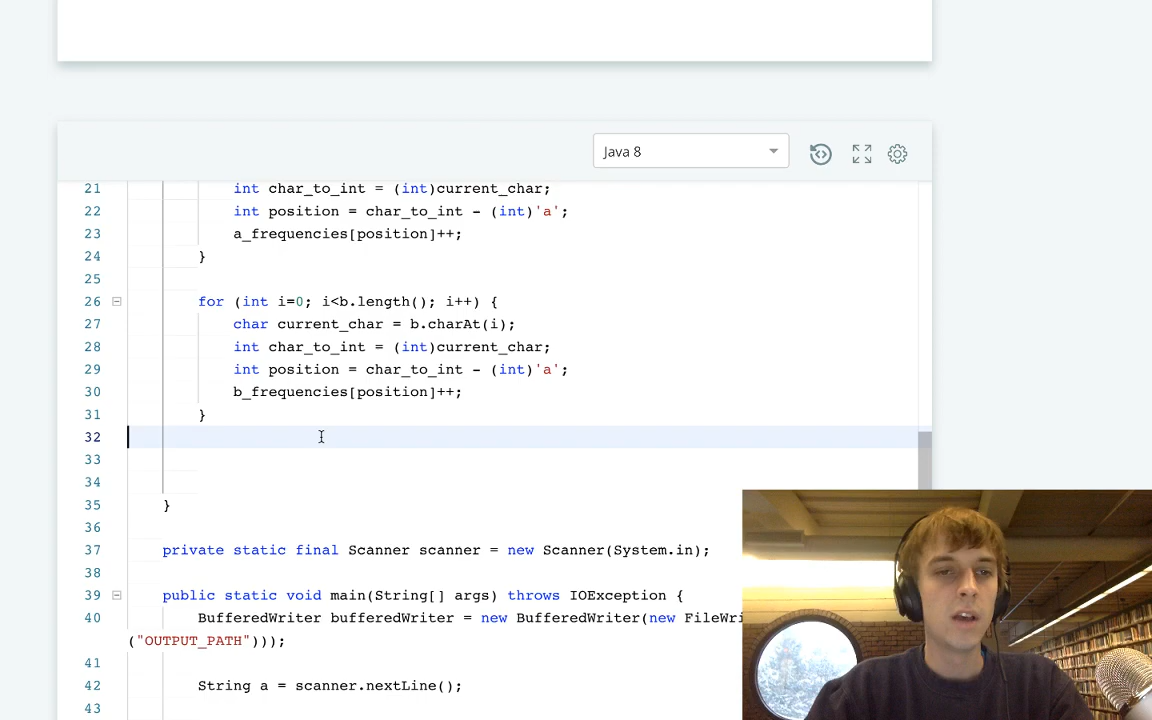 Java 8
21 int char_to_int = (int)current_char;
22 int position = char_to_int - (int)'a';
23 a_frequencies[position]++;
24 }
25
26 for (int i=0; i<b.length(); i++) {
27 char current_char = b.charAt(i);
28 int char_to_int = (int)current_char;
29 int position = char_to_int - (int)'a';
30 b_frequencies[position]++;
31 }
32
33
34
35 }
36
37 private static final Scanner scanner = new Scanner(System.in);
38
39 public static void main(String[] args) throws IOException {
40 BufferedWriter bufferedWriter = new BufferedWriter(new FileWri
("OUTPUT_PATH")));
41
42 String a = scanner.nextLine();
43